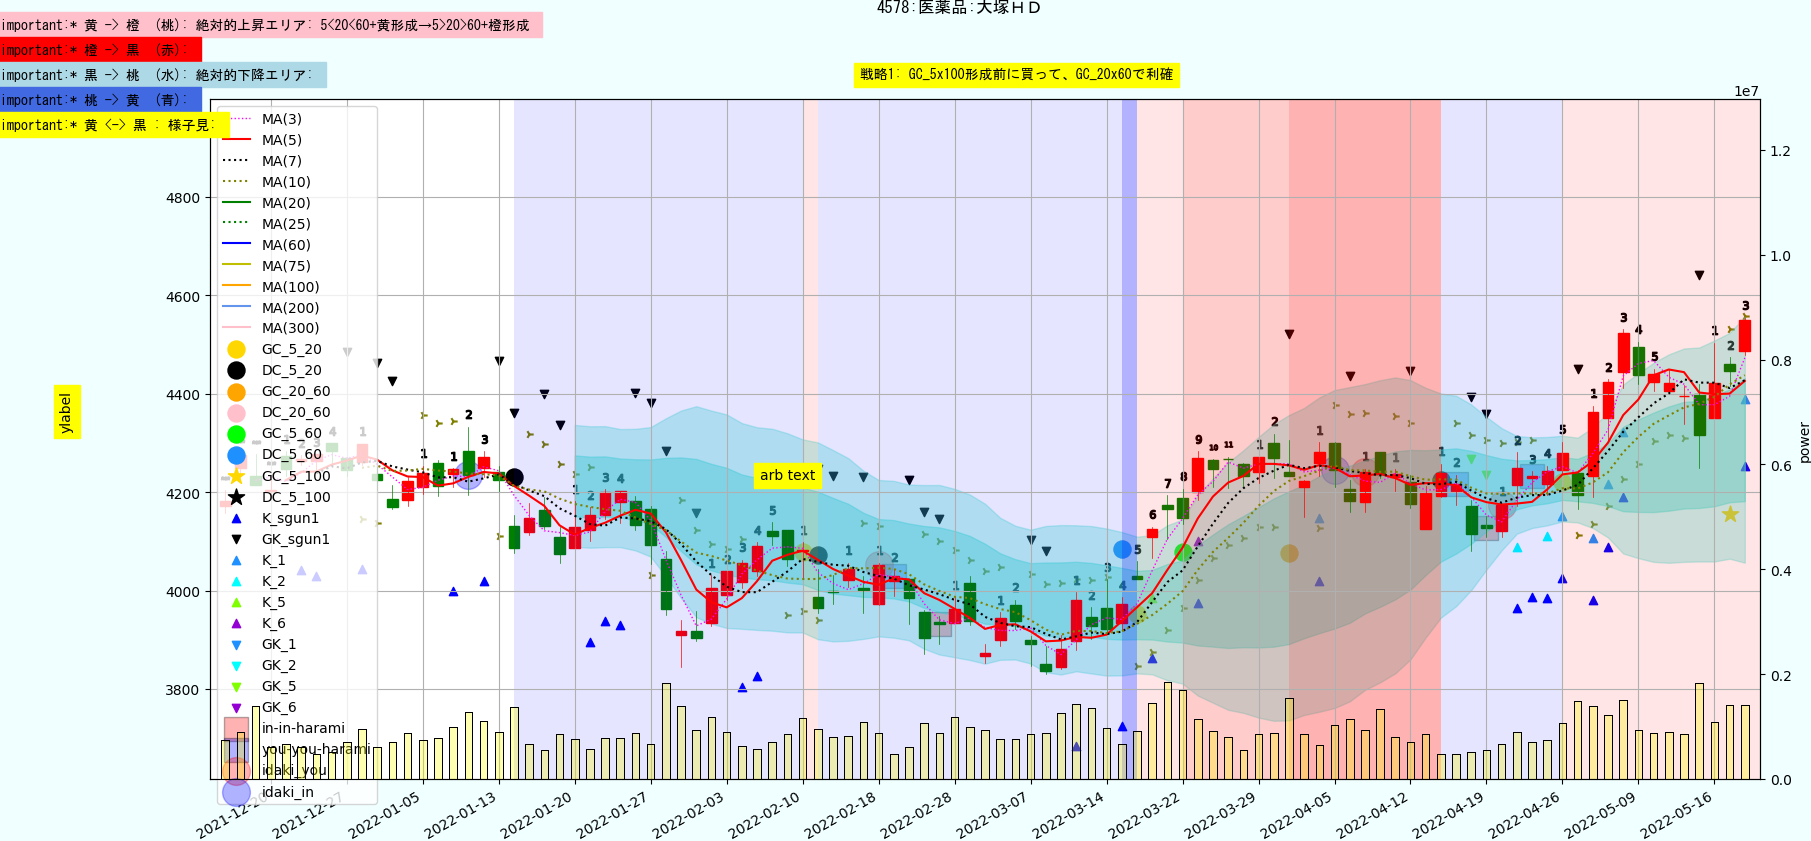 4578:医薬品:大塚ＨＤ
important:* 黄 -> 橙 (桃): 絶対的上昇エリア: 5<20<60+黄形成→5>20>60+橙形成
important:* 橙 -> 黒 (赤):
important:* 黒 -> 桃 (水): 絶対的下降エリア:
important:* 桃 -> 黄 (青):
important:* 黄 <-> 黒 : 様子見:
戦略1: GC_5x100形成前に買って、GC_20x60で利確
1e7
MA(3)
MA(5)
MA(7)
MA(10)
MA(20)
MA(25)
MA(60)
MA(75)
MA(100)
MA(200)
MA(300)
GC_5_20
DC_5_20
GC_20_60
DC_20_60
GC_5_60
DC_5_60
GC_5_100
DC_5_100
K_sgun1
GK_sgun1
K_1
K_2
K_5
K_6
GK_1
GK_2
GK_5
GK_6
in-in-harami
you-you-harami
idaki_you
idaki_in
4800
4600
4400
4200
4000
3800
ylabel
arb text
1.2
1.0
0.8
0.6
0.4
0.2
0.0
power
2021-12-20
2021-12-27
2022-01-05
2022-01-13
2022-01-20
2022-01-27
2022-02-03
2022-02-10
2022-02-18
2022-02-28
2022-03-07
2022-03-14
2022-03-22
2022-03-29
2022-04-05
2022-04-12
2022-04-19
2022-04-26
2022-05-09
2022-05-16